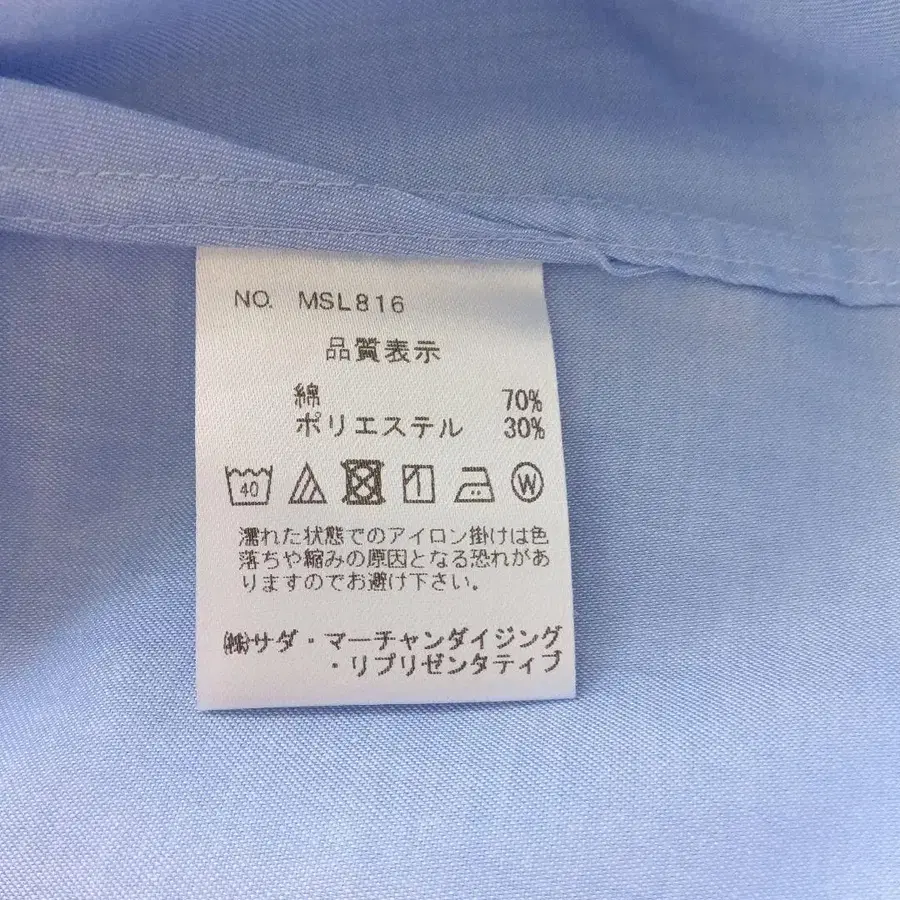 NO. MSL816
品質表示
綿 70%
ポリエステル 30%
40 W
濡れた状態でのアイロン掛けは色
落ちや縮みの原因となる恐れがあ
りますのでお避け下さい。
㈱サダ・マーチャンダイジング
・リプリゼンタティブ